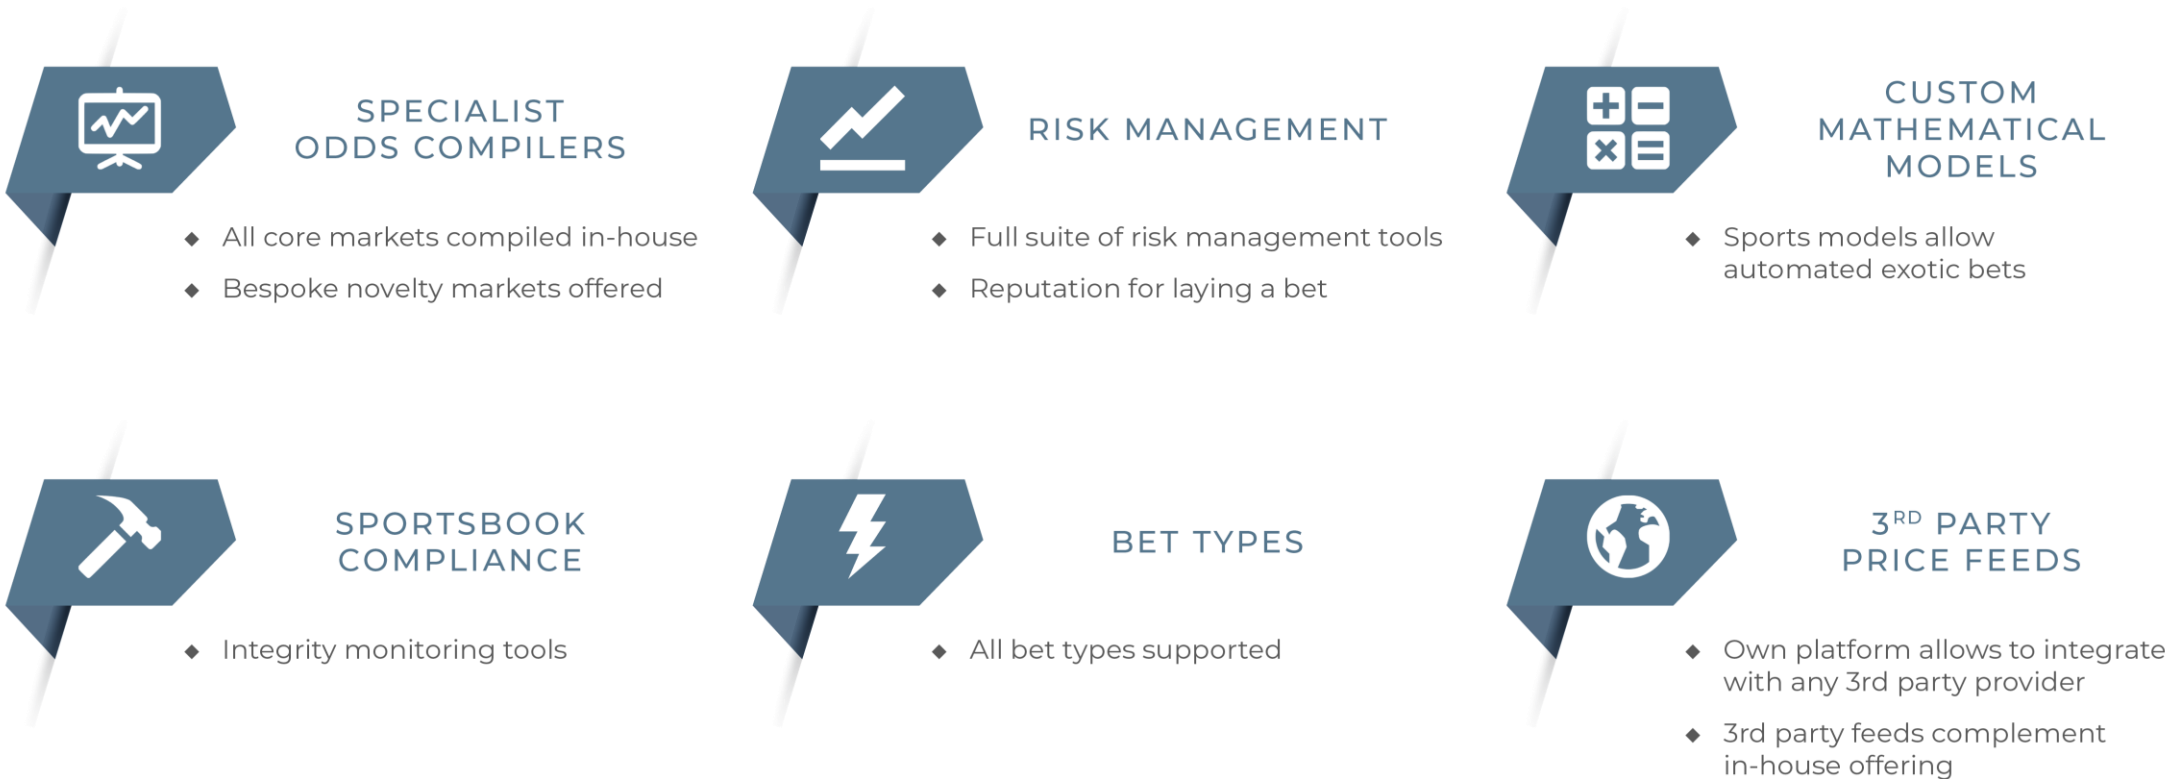 SPECIALIST
ODDS COMPILERS
◆ All core markets compiled in-house
◆ Bespoke novelty markets offered
RISK MANAGEMENT
◆ Full suite of risk management tools
◆ Reputation for laying a bet
CUSTOM
MATHEMATICAL
MODELS
◆ Sports models allow
automated exotic bets
SPORTSBOOK
COMPLIANCE
◆ Integrity monitoring tools
BET TYPES
◆ All bet types supported
3RD PARTY
PRICE FEEDS
◆ Own platform allows to integrate
with any 3rd party provider
◆ 3rd party feeds complement
in-house offering